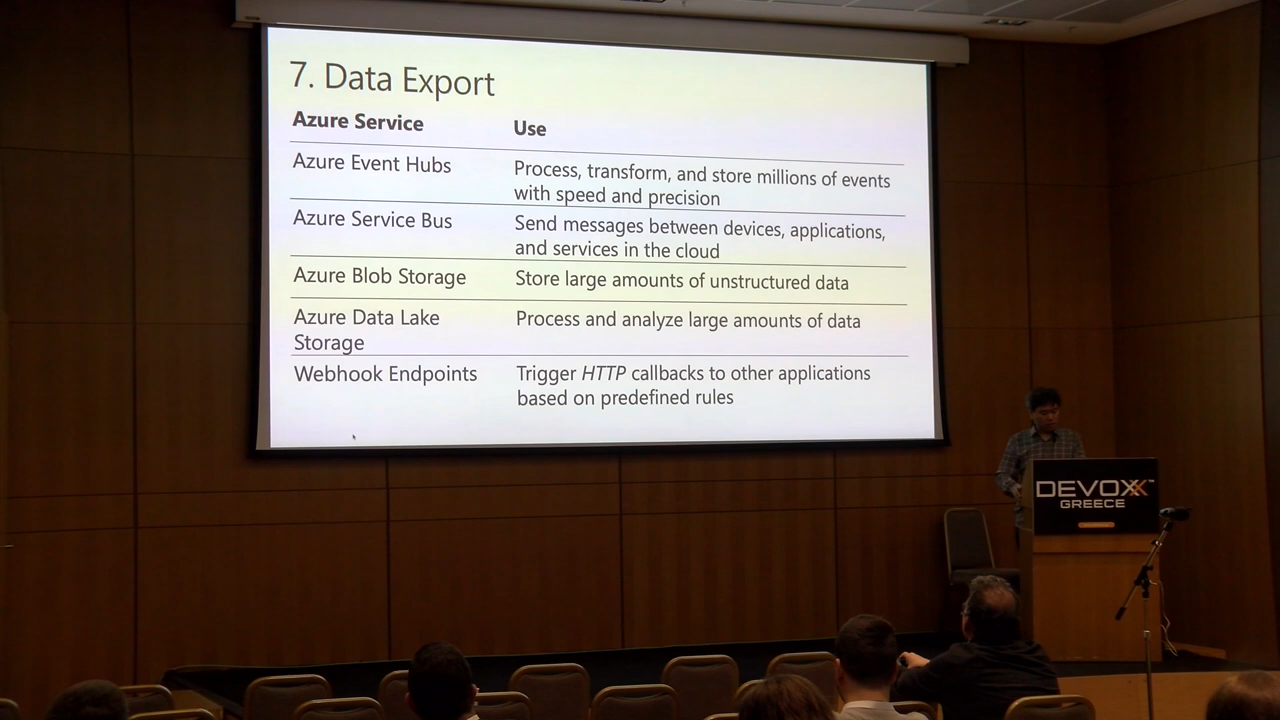 7. Data Export
Azure Service Use
Azure Event Hubs Process, transform, and store millions of events
with speed and precision
Azure Service Bus Send messages between devices, applications,
and services in the cloud
Azure Blob Storage Store large amounts of unstructured data
Azure Data Lake Process and analyze large amounts of data
Storage
Webhook Endpoints Trigger HTTP callbacks to other applications
based on predefined rules
DEVOXX™
GREECE